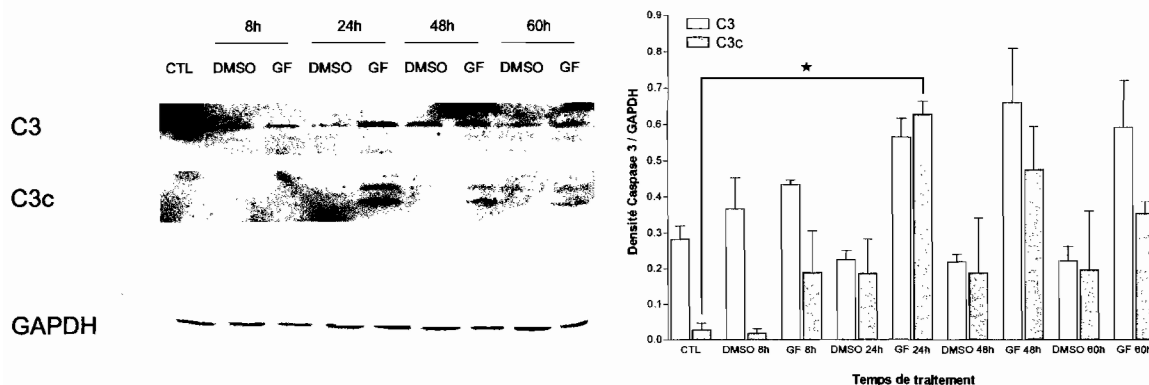 8h 24h 48h 60h
CTL DMSO GF DMSO GF DMSO GF DMSO GF
C3
C3c
GAPDH
C3
C3c
★
Densité Caspase 3 / GAPDH
0.9
0.8
0.7
0.6
0.5
0.4
0.3
0.2
0.1
0.0
CTL DMSO 8h GF 8h DMSO 24h GF 24h DMSO 48h GF 48h DMSO 60h GF 60h
Temps de traitement